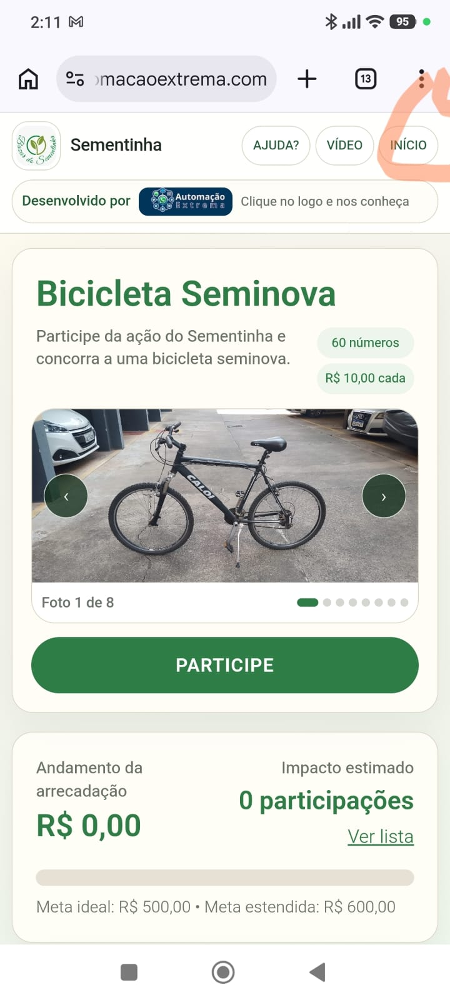 2:11
95
omacaoextrema.com
13
Bazar do Sementinha
Sementinha
AJUDA?
VÍDEO
INÍCIO
Desenvolvido por
Automação
Extrema
Clique no logo e nos conheça
Bicicleta Seminova
Participe da ação do Sementinha e
concorra a uma bicicleta seminova.
60 números
R$ 10,00 cada
CALOI
‹
›
Foto 1 de 8
PARTICIPE
Andamento da
arrecadação
R$ 0,00
Impacto estimado
0 participações
Ver lista
Meta ideal: R$ 500,00 • Meta estendida: R$ 600,00